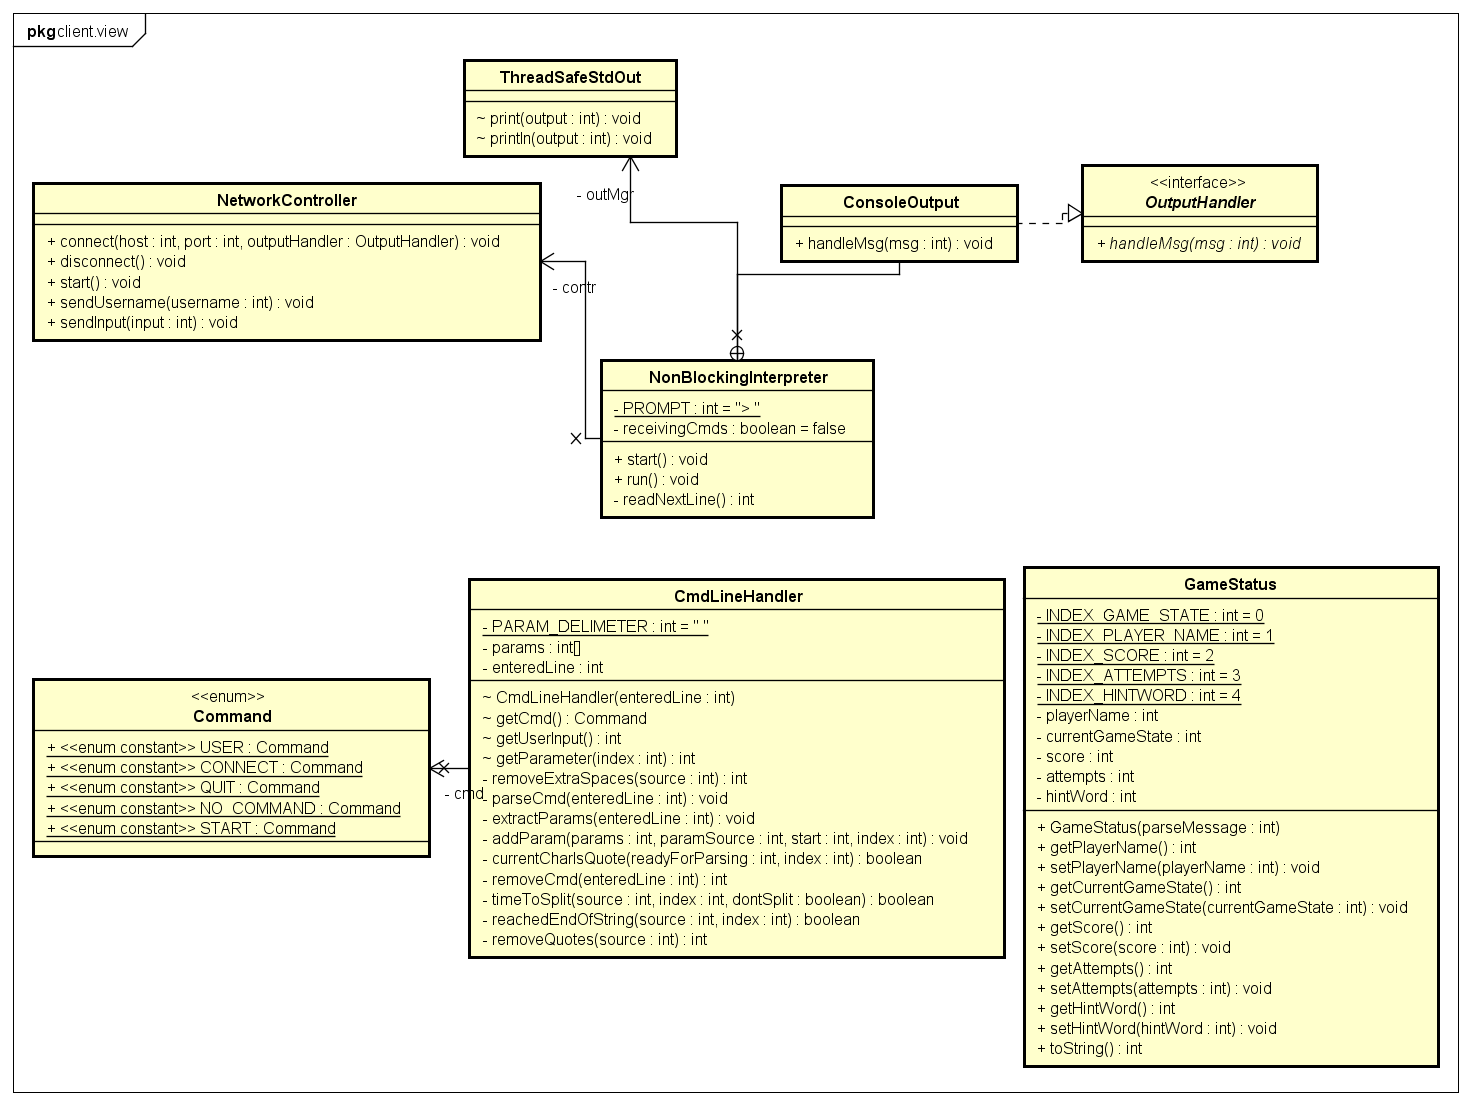 pkg client.view
ThreadSafeStdOut
~ print(output : int) : void
~ println(output : int) : void
- outMgr
NetworkController
+ connect(host : int, port : int, outputHandler : OutputHandler) : void
+ disconnect() : void
+ start() : void
+ sendUsername(username : int) : void
+ sendInput(input : int) : void
- contr
ConsoleOutput
+ handleMsg(msg : int) : void
<<interface>>
OutputHandler
+ handleMsg(msg : int) : void
NonBlockingInterpreter
- PROMPT : int = "> "
- receivingCmds : boolean = false
+ start() : void
+ run() : void
- readNextLine() : int
CmdLineHandler
- PARAM_DELIMETER : int = " "
- params : int[]
- enteredLine : int
~ CmdLineHandler(enteredLine : int)
~ getCmd() : Command
~ getUserInput() : int
~ getParameter(index : int) : int
- removeExtraSpaces(source : int) : int
- parseCmd(enteredLine : int) : void
- extractParams(enteredLine : int) : void
- addParam(params : int, paramSource : int, start : int, index : int) : void
- currentCharIsQuote(readyForParsing : int, index : int) : boolean
- removeCmd(enteredLine : int) : int
- timeToSplit(source : int, index : int, dontSplit : boolean) : boolean
- reachedEndOfString(source : int, index : int) : boolean
- removeQuotes(source : int) : int
- cmd
<<enum>>
Command
+ <<enum constant>> USER : Command
+ <<enum constant>> CONNECT : Command
+ <<enum constant>> QUIT : Command
+ <<enum constant>> NO_COMMAND : Command
+ <<enum constant>> START : Command
GameStatus
- INDEX_GAME_STATE : int = 0
- INDEX_PLAYER_NAME : int = 1
- INDEX_SCORE : int = 2
- INDEX_ATTEMPTS : int = 3
- INDEX_HINTWORD : int = 4
- playerName : int
- currentGameState : int
- score : int
- attempts : int
- hintWord : int
+ GameStatus(parseMessage : int)
+ getPlayerName() : int
+ setPlayerName(playerName : int) : void
+ getCurrentGameState() : int
+ setCurrentGameState(currentGameState : int) : void
+ getScore() : int
+ setScore(score : int) : void
+ getAttempts() : int
+ setAttempts(attempts : int) : void
+ getHintWord() : int
+ setHintWord(hintWord : int) : void
+ toString() : int